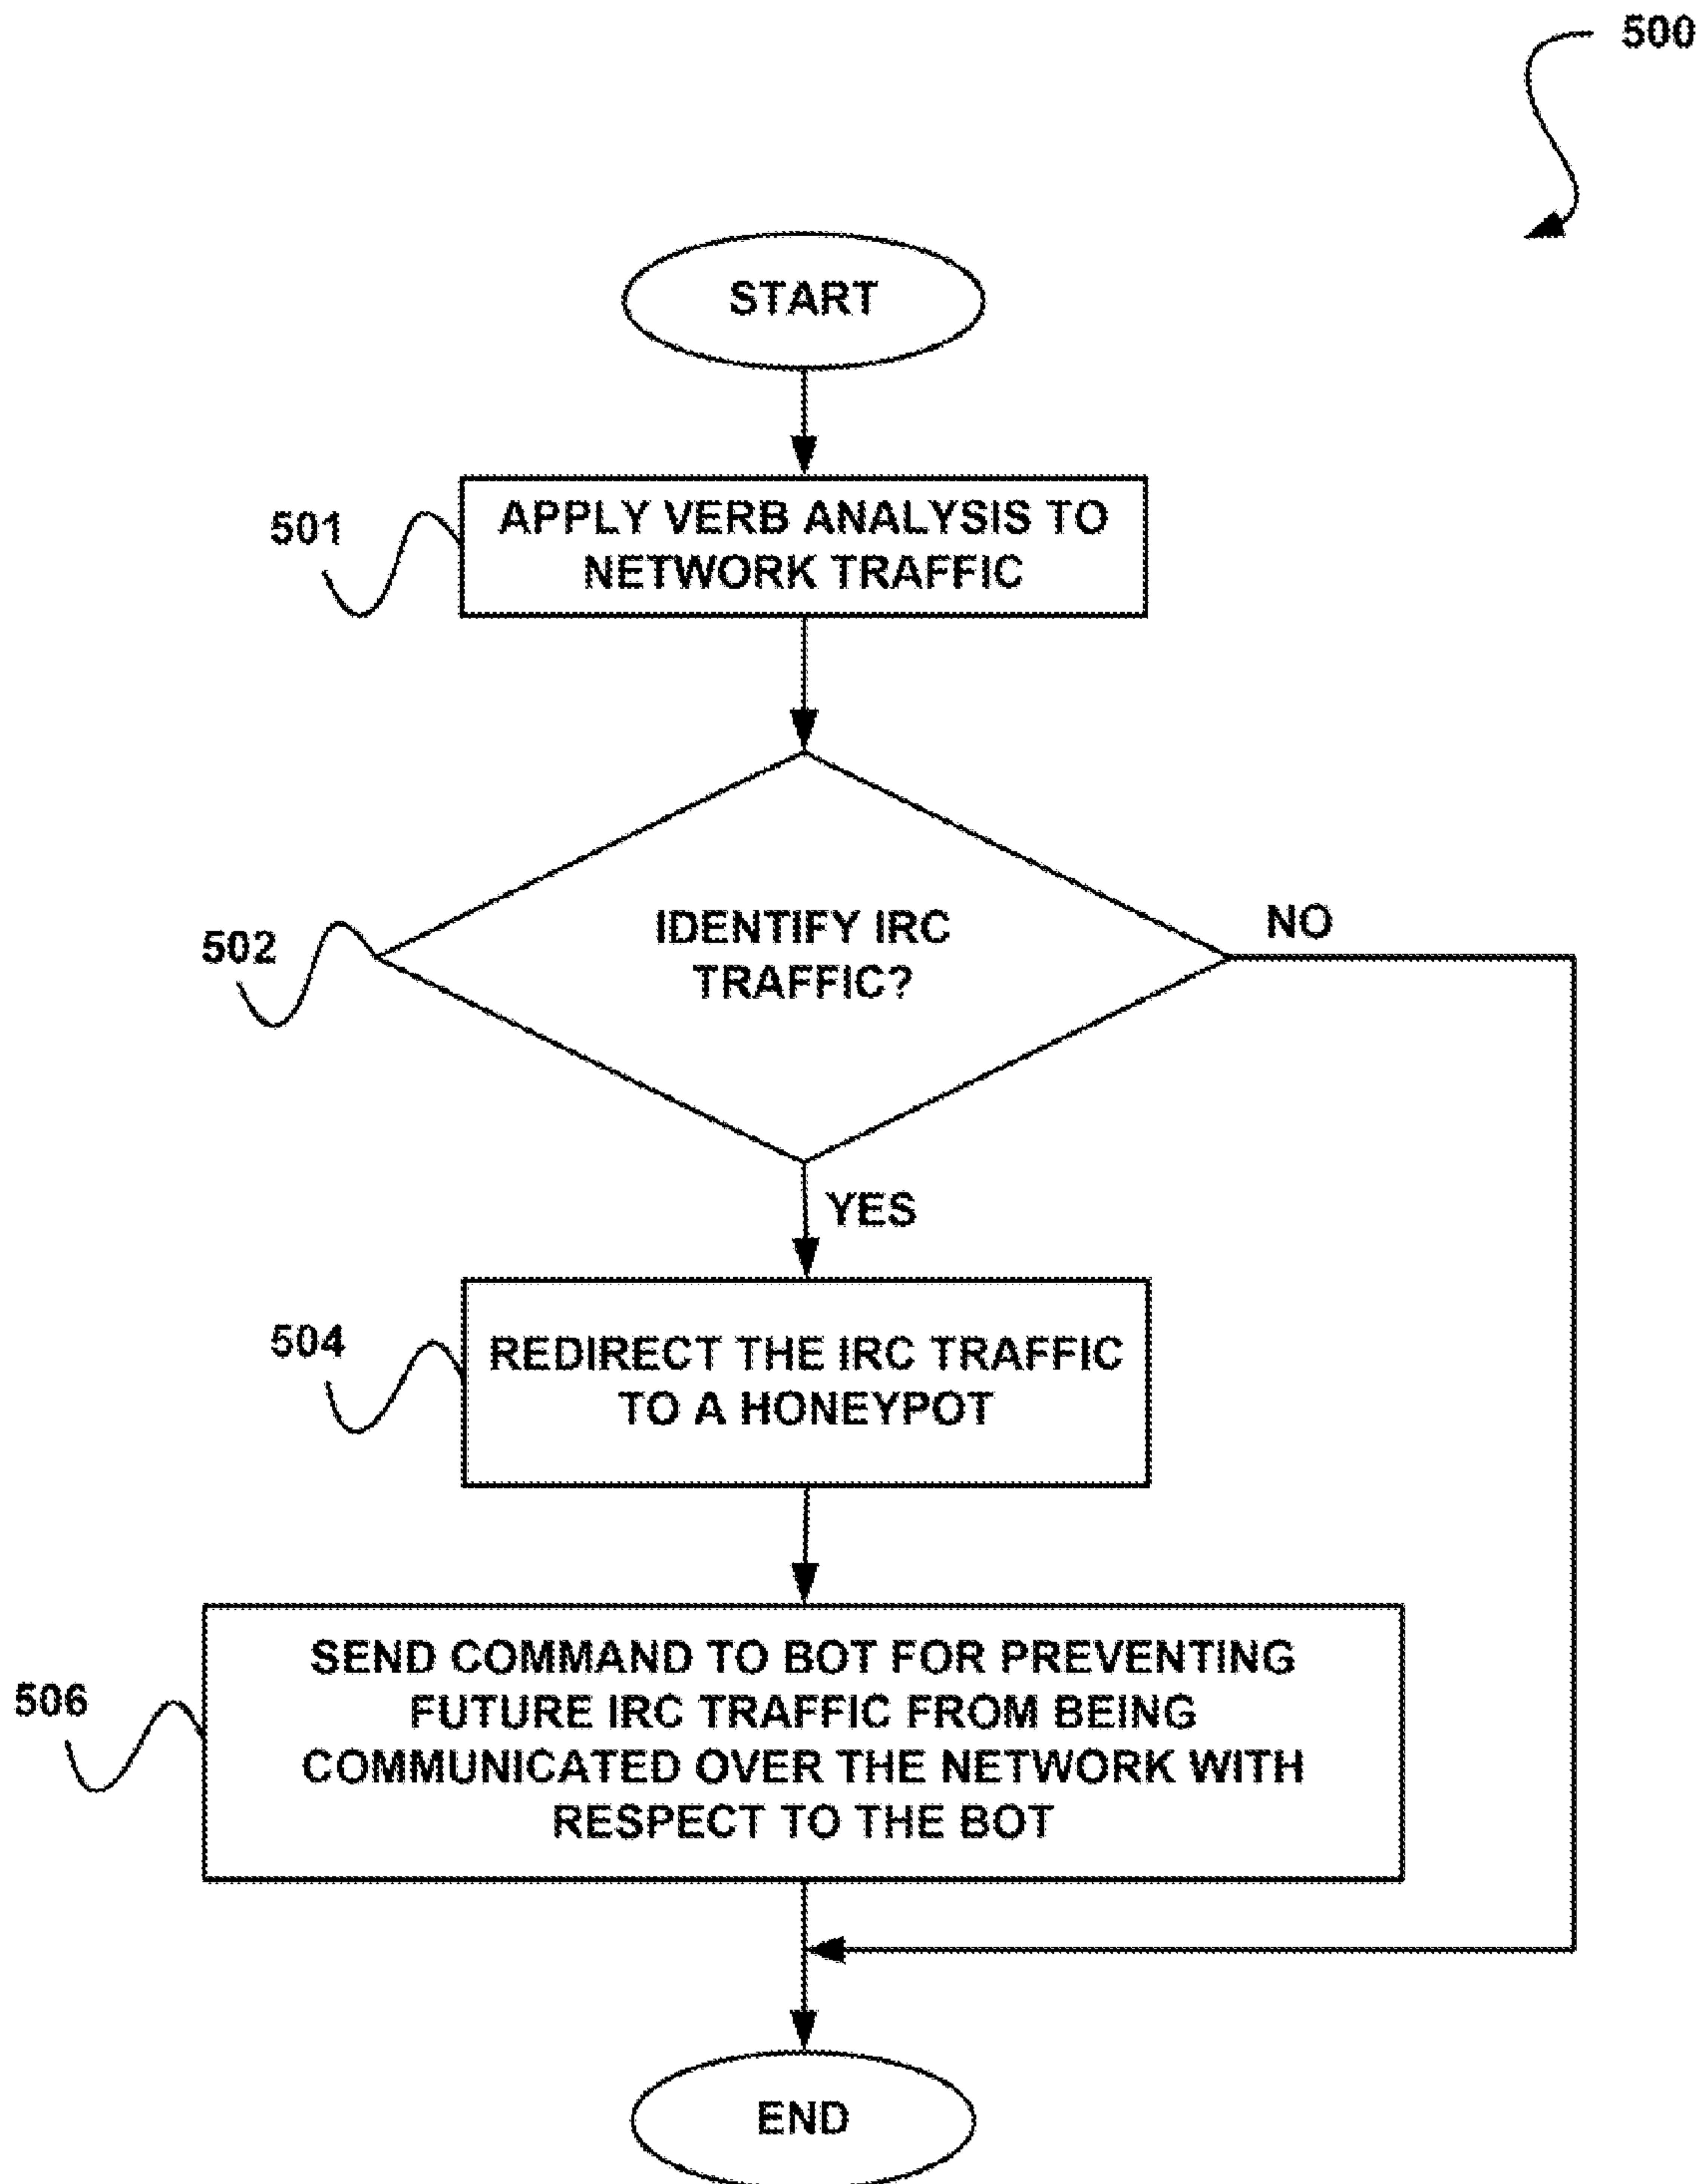 500
START
501
APPLY VERB ANALYSIS TO
NETWORK TRAFFIC
502
IDENTIFY IRC
TRAFFIC?
NO
YES
504
REDIRECT THE IRC TRAFFIC
TO A HONEYPOT
506
SEND COMMAND TO BOT FOR PREVENTING
FUTURE IRC TRAFFIC FROM BEING
COMMUNICATED OVER THE NETWORK WITH
RESPECT TO THE BOT
END